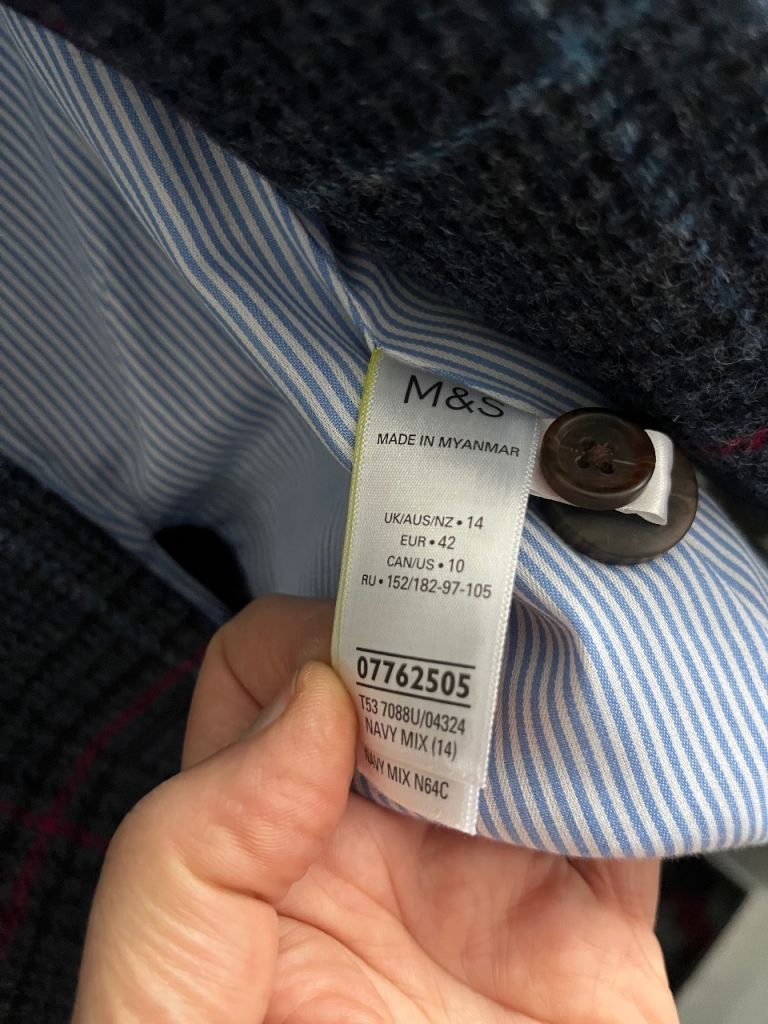 M&S
MADE IN MYANMAR
UK/AUS/NZ • 14
EUR • 42
CAN/US • 10
RU • 152/182-97-105
07762505
T53 7088U/04324
NAVY MIX (14)
NAVY MIX N64C